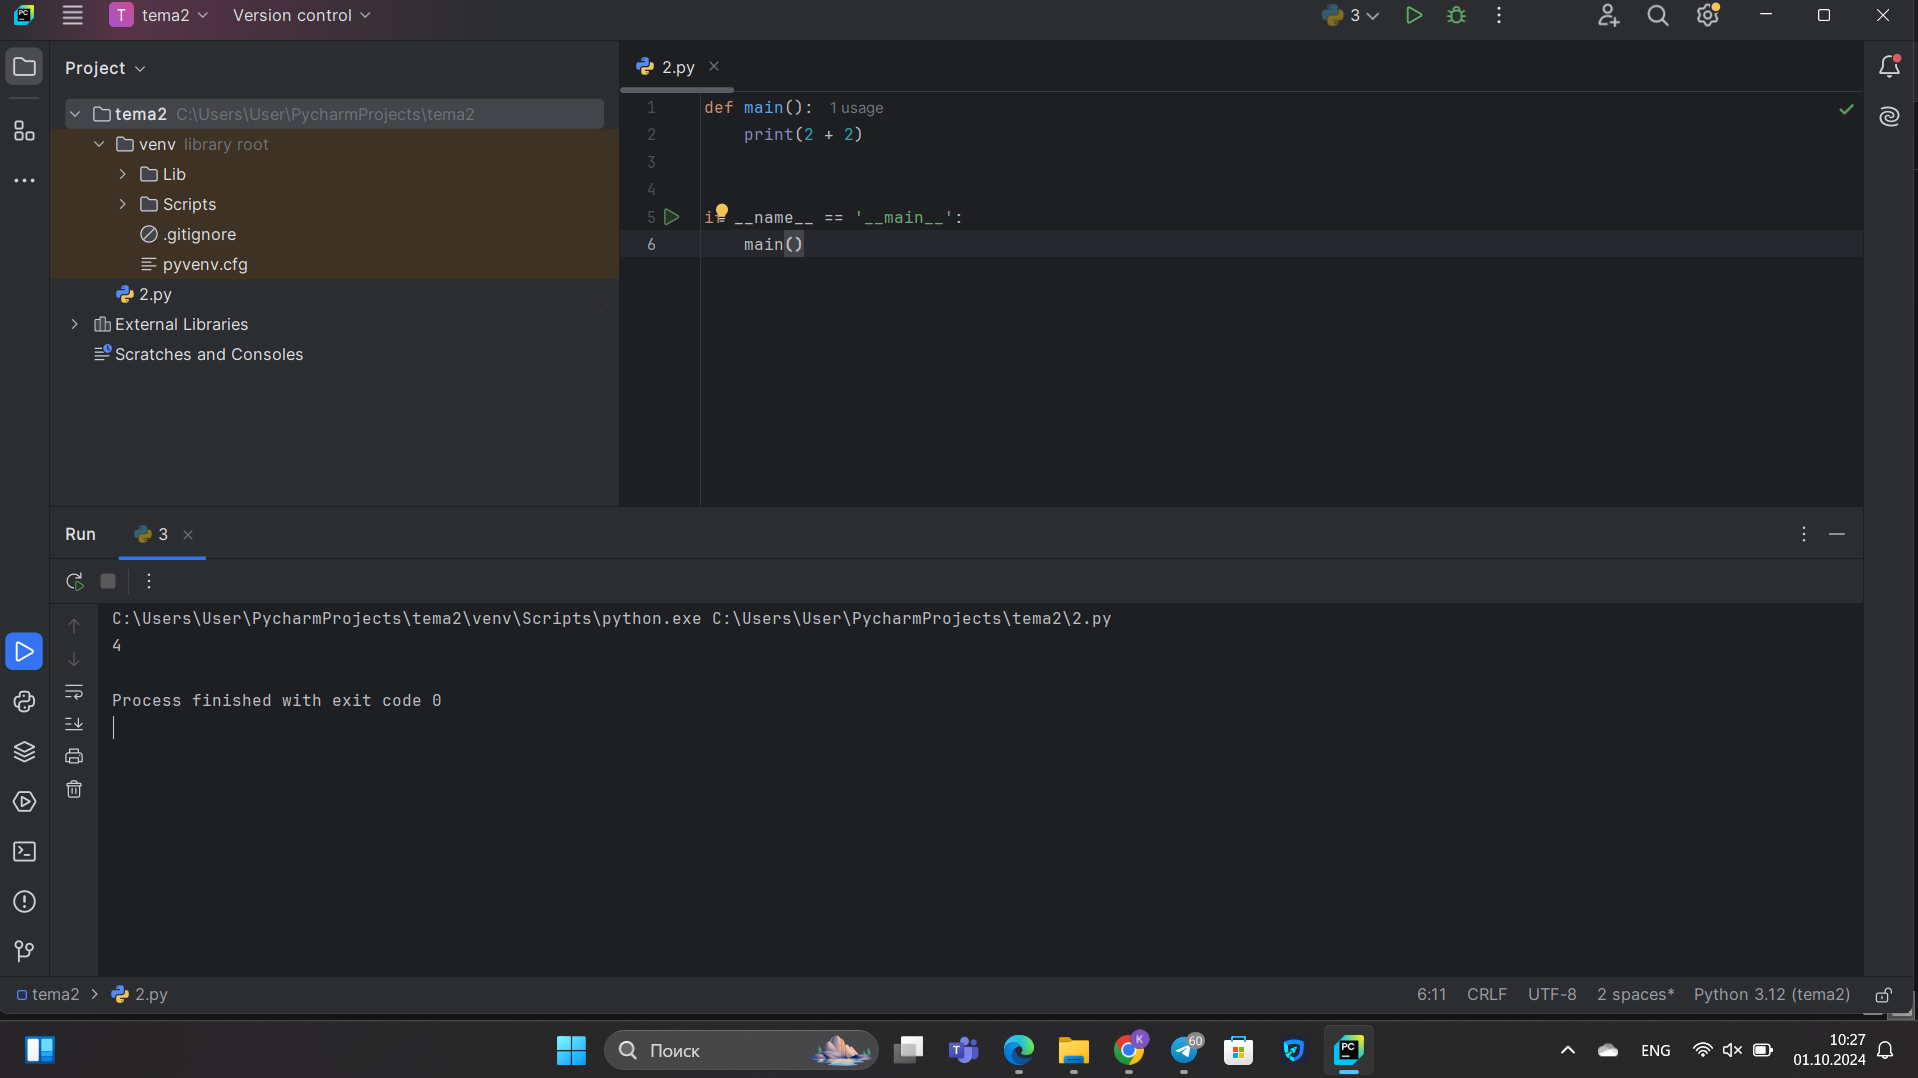 PC
T tema2 Version control
3
Project
2.py
tema2 C:\Users\User\PycharmProjects\tema2
venv library root
Lib
Scripts
.gitignore
pyvenv.cfg
2.py
External Libraries
Scratches and Consoles
1 def main(): 1 usage
2 print(2 + 2)
3
4
5 if __name__ == '__main__':
6 main()
Run 3
C:\Users\User\PycharmProjects\tema2\venv\Scripts\python.exe C:\Users\User\PycharmProjects\tema2\2.py
4
Process finished with exit code 0
tema2 > 2.py 6:11 CRLF UTF-8 2 spaces* Python 3.12 (tema2)
Поиск
T
K
60
PC
ENG
10:27
01.10.2024